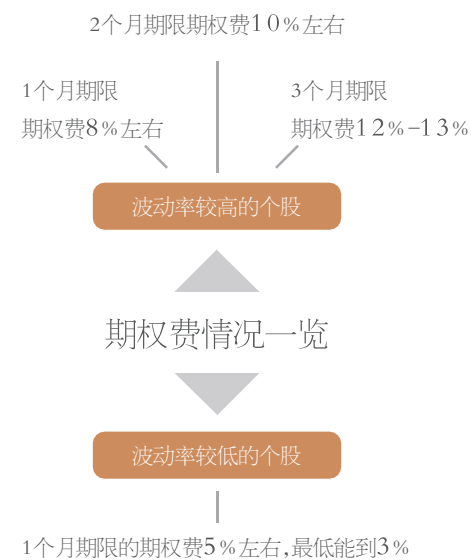 2个月期限期权费10%左右
1个月期限
期权费8%左右
3个月期限
期权费12%-13%
波动率较高的个股
期权费情况一览
波动率较低的个股
1个月期限的期权费5%左右,最低能到3%